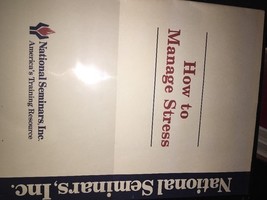 How to
Manage Stress
National Seminars, Inc.
America's Training Resource
National Seminars, Inc.